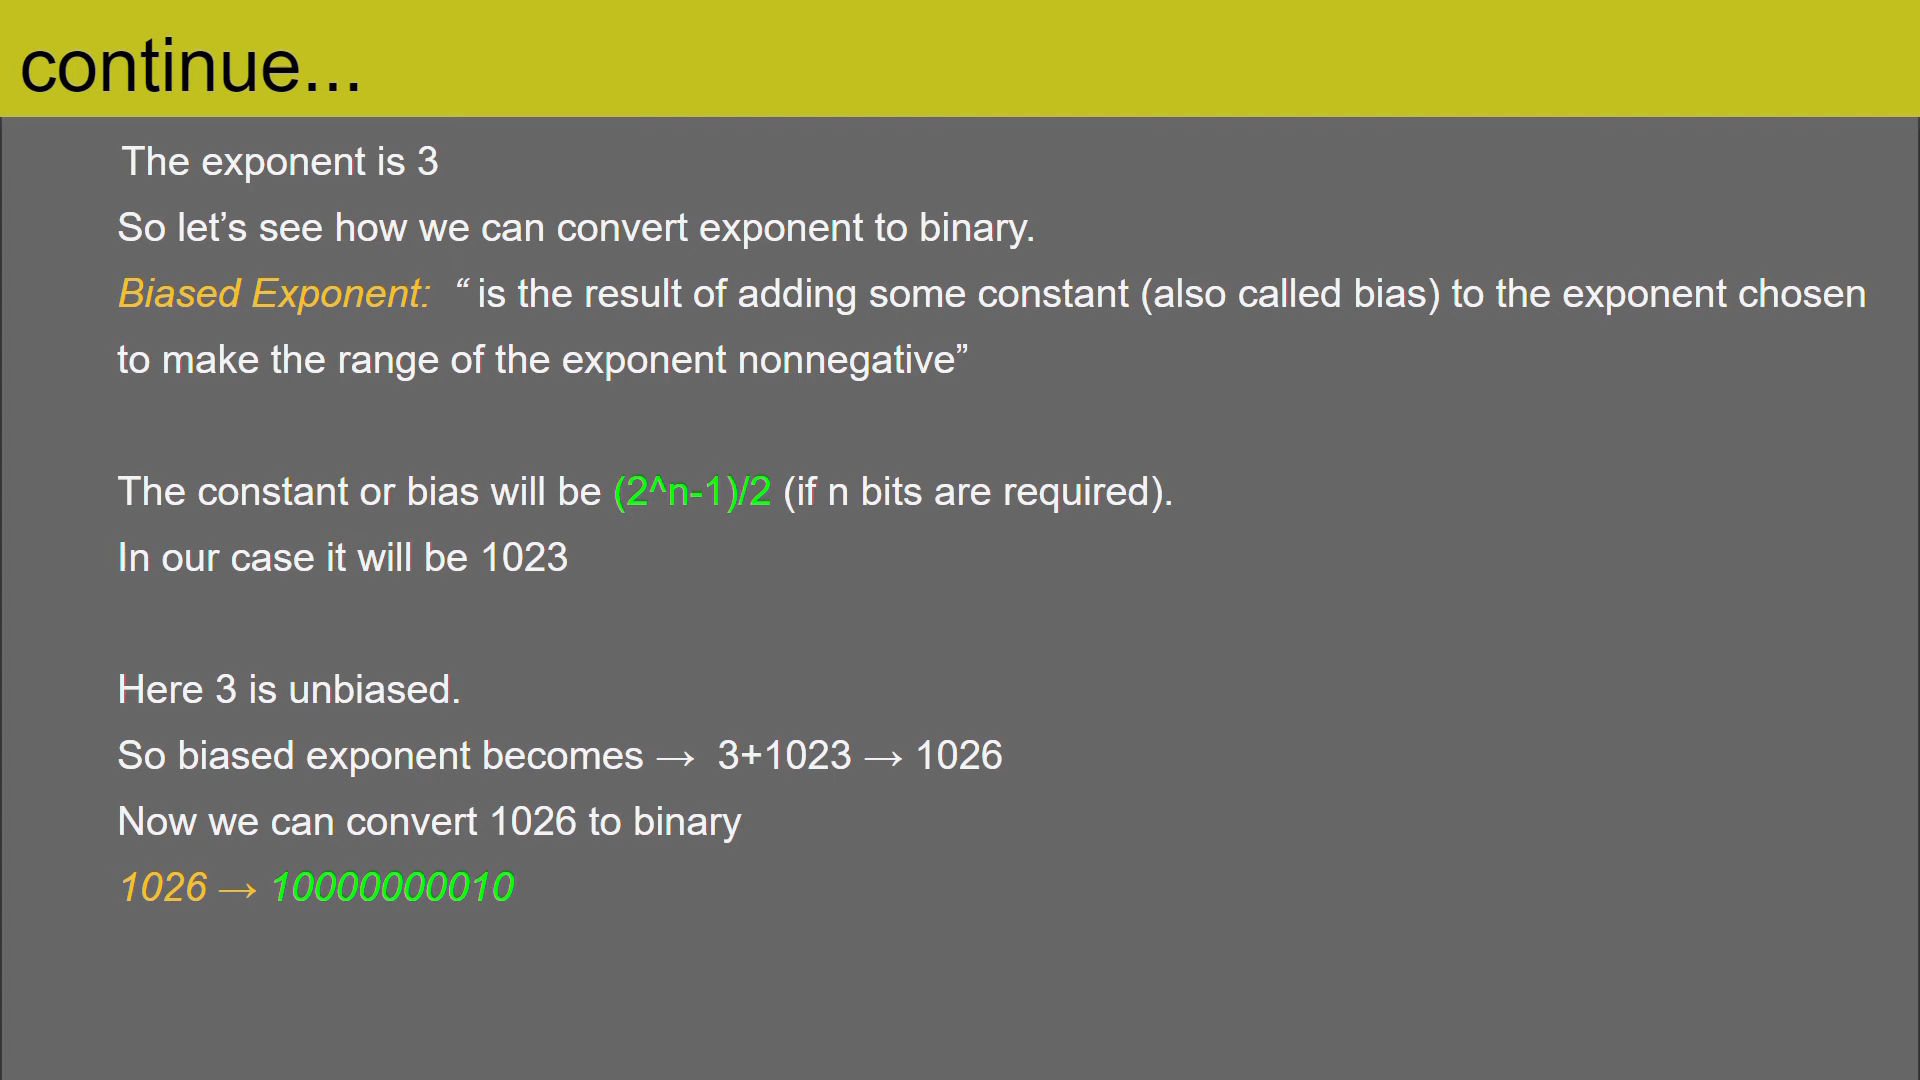 continue...
The exponent is 3
So let’s see how we can convert exponent to binary.
Biased Exponent:  “ is the result of adding some constant (also called bias) to the exponent chosen
to make the range of the exponent nonnegative”
The constant or bias will be (2^n-1)/2 (if n bits are required).
In our case it will be 1023
Here 3 is unbiased.
So biased exponent becomes →  3+1023 → 1026
Now we can convert 1026 to binary
1026 → 10000000010